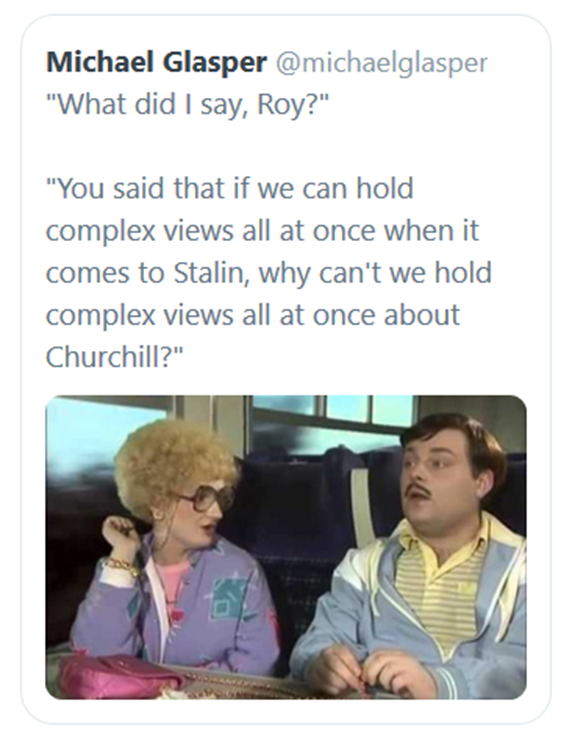 Michael Glasper @michaelglasper
"What did I say, Roy?"
"You said that if we can hold
complex views all at once when it
comes to Stalin, why can't we hold
complex views all at once about
Churchill?"